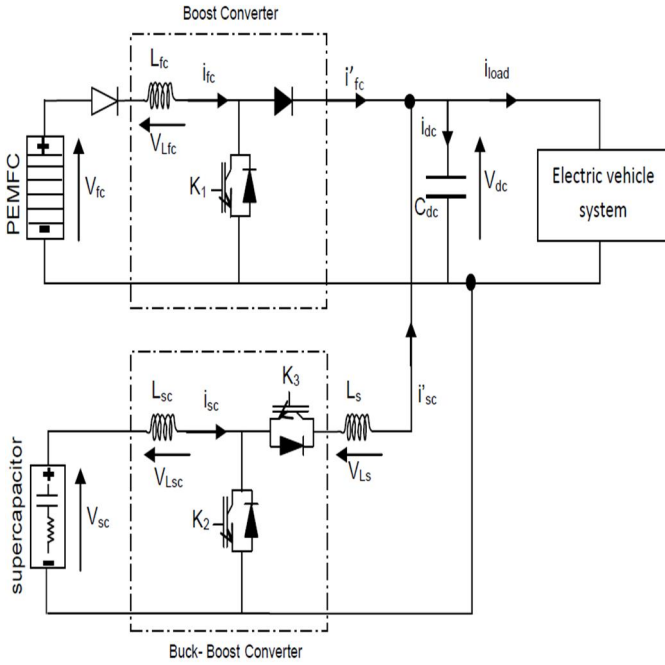 Boost Converter
Lfc
ifc
i'fc
iload
VLfc
idc
PEMFC
+
-
Vfc
K1
Cdc
Vdc
Electric vehicle
system
Lsc
isc
K3
Ls
i'sc
VLsc
VLs
supercapacitor
+
-
Vsc
K2
Buck- Boost Converter